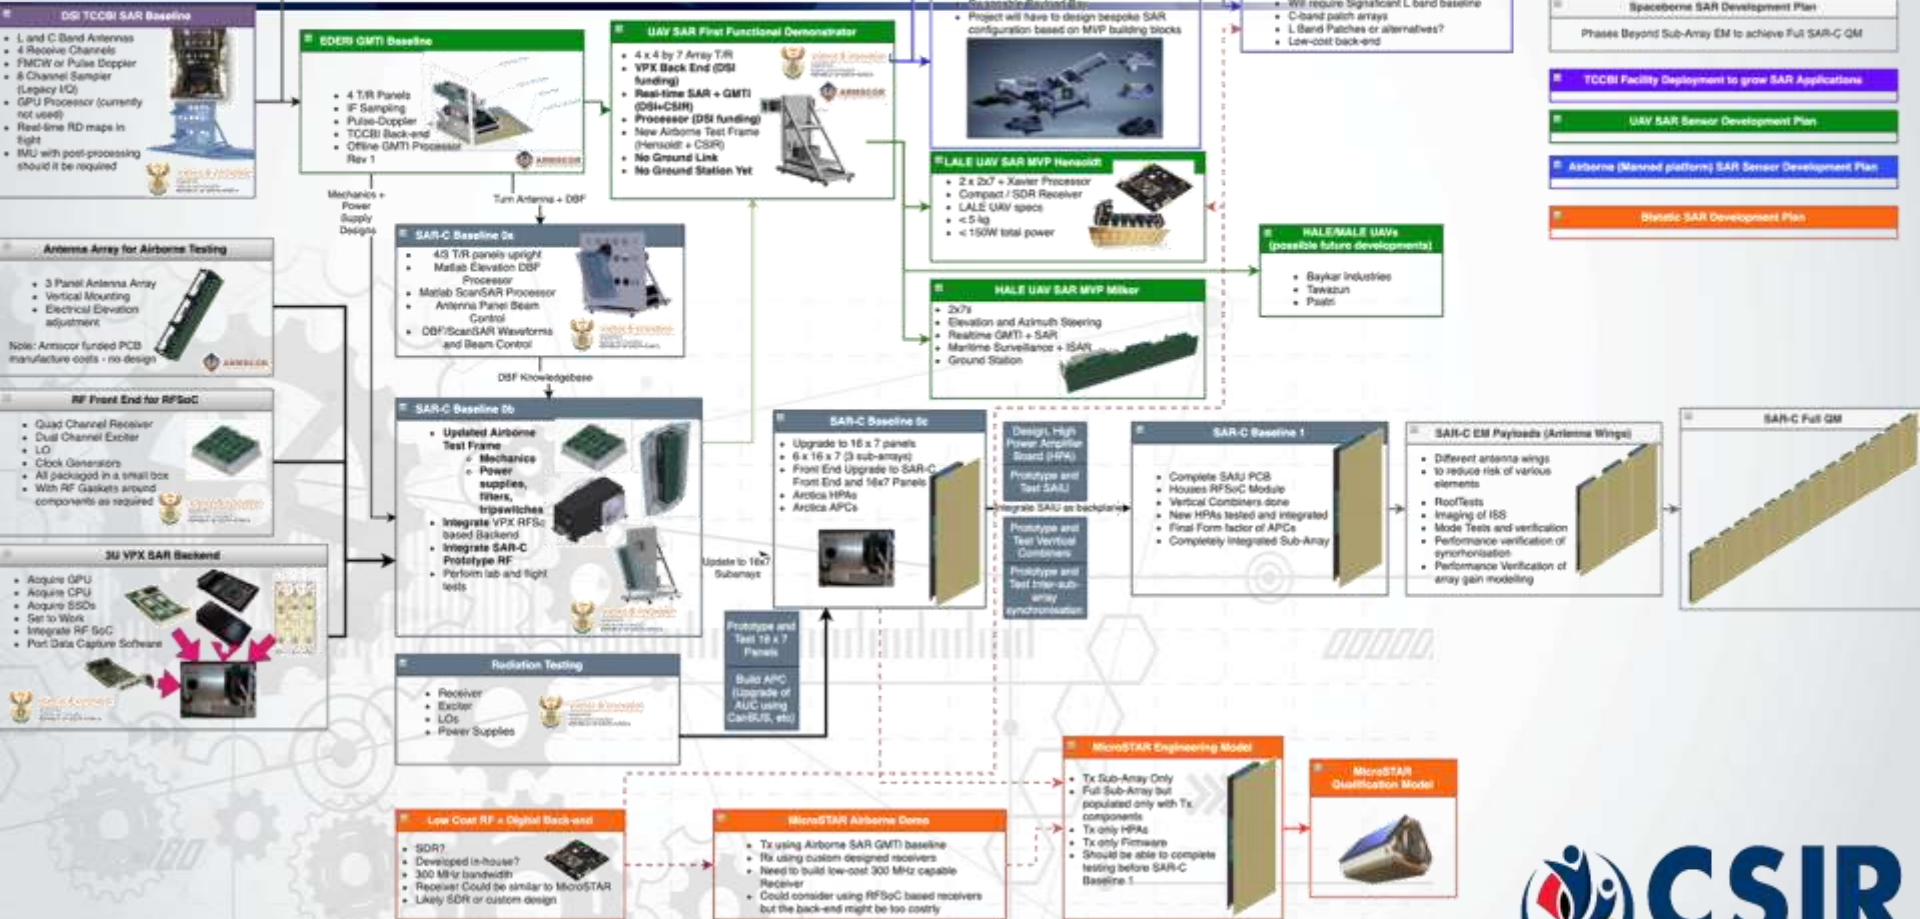 DSI TCCBI SAR Baseline
L and C Band Antennas
4 Receive Channels
FMCW or Pulse Doppler
8 Channel Sampler
(Legacy I/Q)
GPU Processor (currently
not used)
Real-time RD maps in
flight
IMU with post-processing
should it be required
EDERI GMTI Baseline
4 T/R Panels
IF Sampling
Pulse-Doppler
TCCBI Back-end
Offline GMTI Processor
Rev 1
ARMSCOR
UAV SAR First Functional Demonstrator
4 x 4 by 7 Array T/R
VPX Back End (DSI
funding)
Real-time SAR + GMTI
(DSI+CSIR)
Processor (DSI funding)
New Airborne Test Frame
(Hensoldt + CSIR)
No Ground Link
No Ground Station Yet
ARMSCOR
Project will have to design bespoke SAR
configuration based on MVP building blocks
Will require Significant L band baseline
C-band patch arrays
L Band Patches or alternatives?
Low-cost back-end
Spaceborne SAR Development Plan
Phases Beyond Sub-Array EM to achieve Full SAR-C QM
TCCBI Facility Deployment to grow SAR Applications
UAV SAR Sensor Development Plan
Airborne (Manned platform) SAR Sensor Development Plan
Bistatic SAR Development Plan
LALE UAV SAR MVP Hensoldt
2 x 2x7 + Xavier Processor
Compact / SDR Receiver
LALE UAV specs
< 5 kg
< 150W total power
HALE/MALE UAVs
(possible future developments)
Baykar Industries
Tawazun
HALE UAV SAR MVP Milkor
2x7s
Elevation and Azimuth Steering
Realtime GMTI + SAR
Maritime Surveillance + ISAR
Ground Station
Mechanics +
Power
Supply
Designs
Turn Antenna + DBF
Antenna Array for Airborne Testing
3 Panel Antenna Array
Vertical Mounting
Electrical Elevation
adjustment
Note: Armscor funded PCB
manufacture costs - no design
ARMSCOR
SAR-C Baseline 0a
4/3 T/R panels upright
Matlab Elevation DBF
Processor
Matlab ScanSAR Processor
Antenna Panel Beam
Control
DBF/ScanSAR Waveforms
and Beam Control
DBF Knowledgebase
RF Front End for RFSoC
Quad Channel Receiver
Dual Channel Exciter
LO
Clock Generators
All packaged in a small box
With RF Gaskets around
components as required
SAR-C Baseline 0b
Updated Airborne
Test Frame
Mechanics
Power
supplies,
filters,
tripswitches
Integrate VPX RFSo
based Backend
Integrate SAR-C
Prototype RF
Perform lab and flight
tests
Update to 16x7
Subarrays
3U VPX SAR Backend
Acquire GPU
Acquire CPU
Acquire SSDs
Set to Work
Integrate RF SoC
Port Data Capture Software
Radiation Testing
Receiver
Exciter
LOs
Power Supplies
Prototype and
Test 16 x 7
Panels
Build APC
(Upgrade of
AUC using
CanBUS, etc)
SAR-C Baseline 0c
Upgrade to 16 x 7 panels
6 x 16 x 7 (3 sub-arrays)
Front End Upgrade to SAR-C
Front End and 16x7 Panels
Arctica HPAs
Arctica APCs
Design, High
Power Amplifier
Board (HPA)
Prototype and
Test SAIU
Integrate SAIU as backplane
Prototype and
Test Vertical
Combiners
Prototype and
Test Inter-sub-
array
synchronisation
SAR-C Baseline 1
Complete SAIU PCB
Houses RFSoC Module
Vertical Combiners done
New HPAs tested and integrated
Final Form factor of APCs
Completely Integrated Sub-Array
SAR-C EM Payloads (Antenna Wings)
Different antenna wings
to reduce risk of various
elements
RoofTests
Imaging of ISS
Mode Tests and verification
Performance verification of
synorhonisation
Performance Verification of
array gain modelling
SAR-C Full QM
Low Cost RF + Digital Back-end
SDR?
Developed in-house?
300 MHz bandwidth
Receiver Could be similar to MicroSTAR
Likely SDR or custom design
MicroSTAR Airborne Demo
Tx using Airborne SAR GMTI baseline
Rx using custom designed receivers
Need to build low-cost 300 MHz capable
Receiver
Could consider using RFSoC based receivers
but the back-end might be too costly
MicroSTAR Engineering Model
Tx Sub-Array Only
Full Sub-Array but
populated only with Tx
components
Tx only HPAs
Tx only Firmware
Should be able to complete
testing before SAR-C
Baseline 1
MicroSTAR
Qualification Model
CSIR